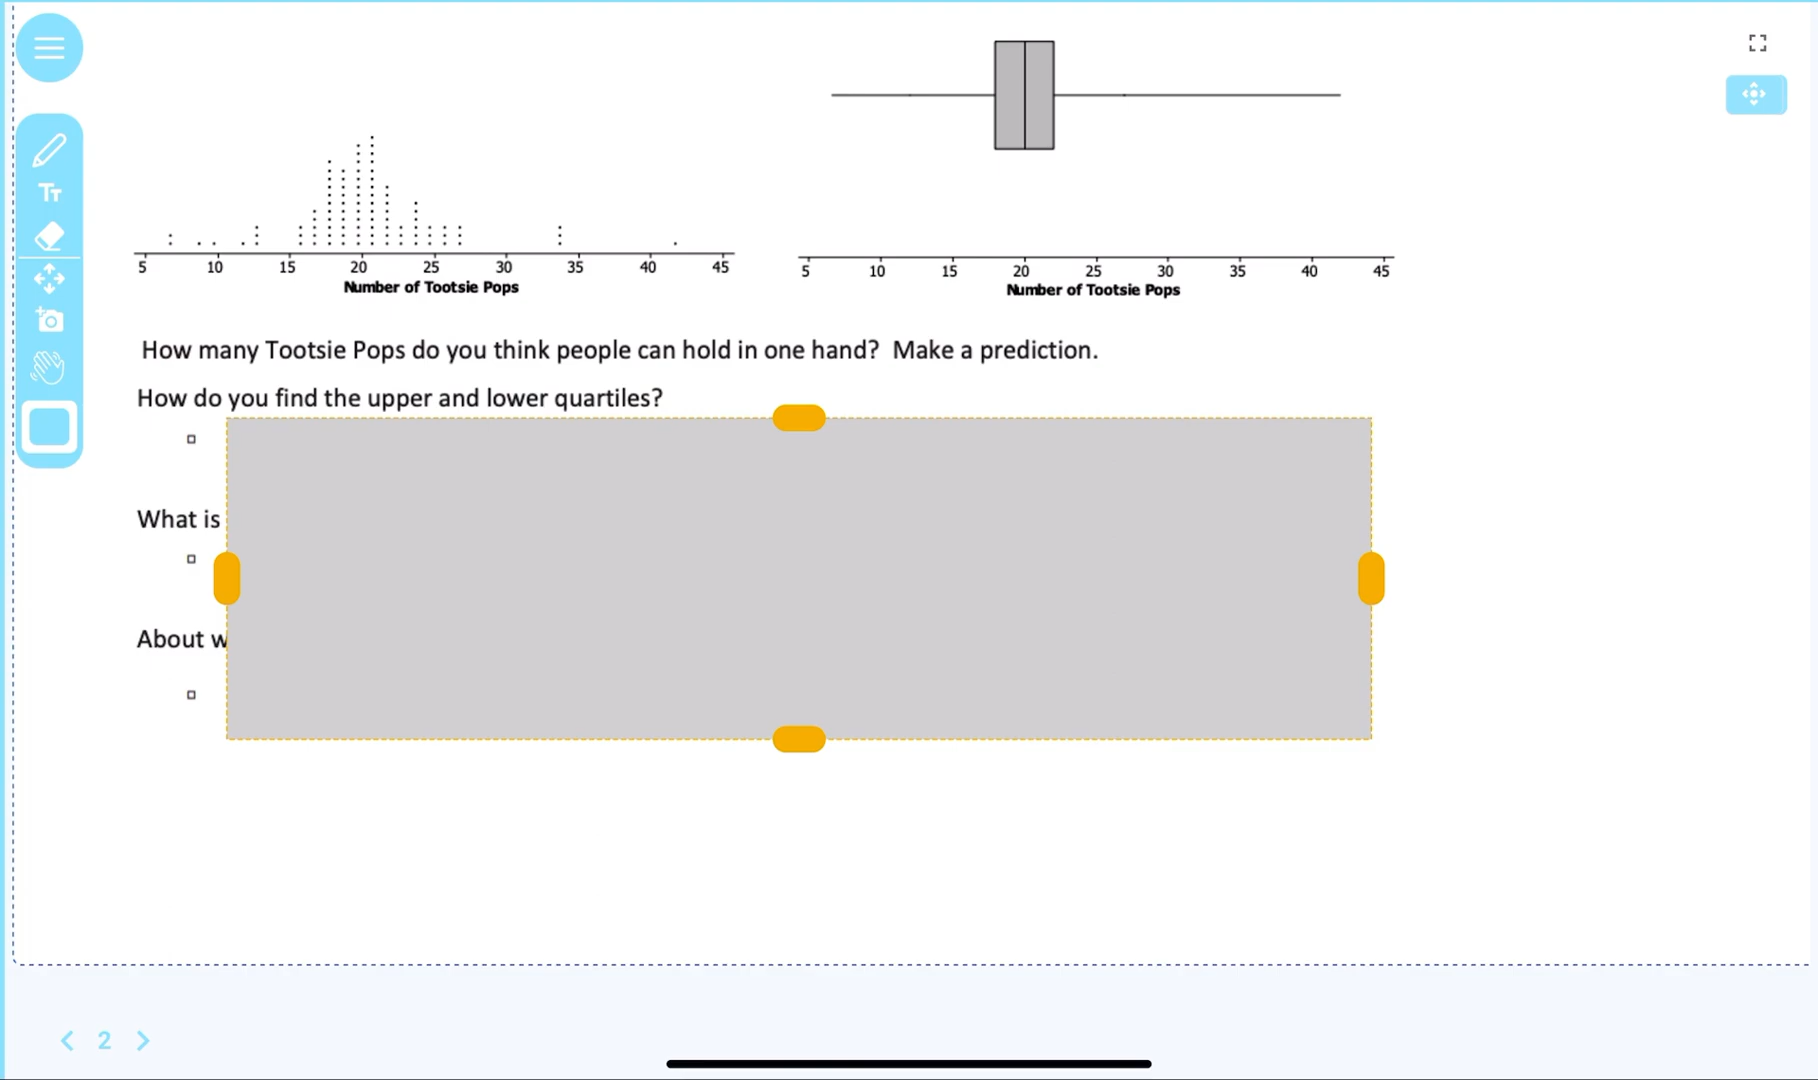 5 10 15 20 25 30 35 40 45
Number of Tootsie Pops
5 10 15 20 25 30 35 40 45
Number of Tootsie Pops
How many Tootsie Pops do you think people can hold in one hand? Make a prediction.
How do you find the upper and lower quartiles?
What is
About w
TT
2